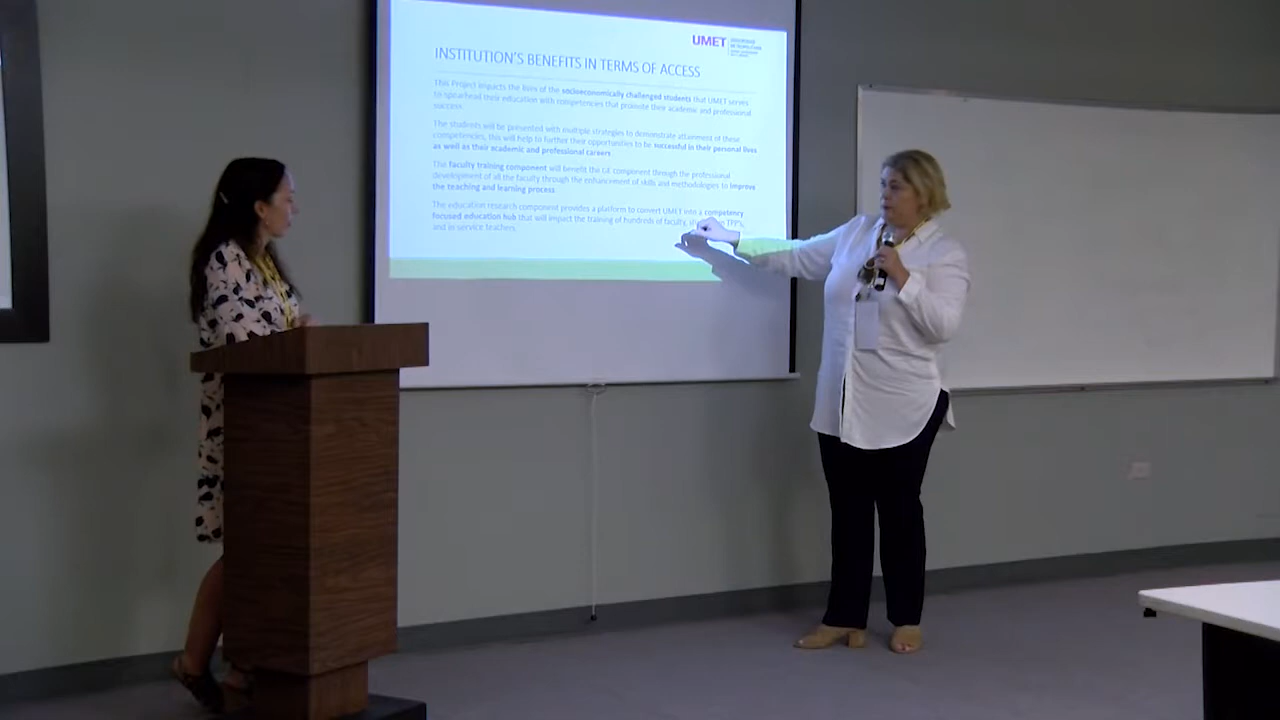 UMET
INSTITUTION'S BENEFITS IN TERMS OF ACCESS
This Project impacts the lives of the socioeconomically challenged students that UMET serves
to spearhead their education with competencies that promote their academic and professional
success.
The students will be presented with multiple strategies to demonstrate attainment of these
competencies, this will help to further their opportunities to be successful in their personal lives
as well as their academic and professional careers.
The faculty training component will benefit the GE component through the professional
development of all the faculty through the enhancement of skills and methodologies to improve
the teaching and learning process.
The education research component provides a platform to convert UMET into a competency
focused education hub that will impact the training of hundreds of faculty, TFP's,
and in service teachers.